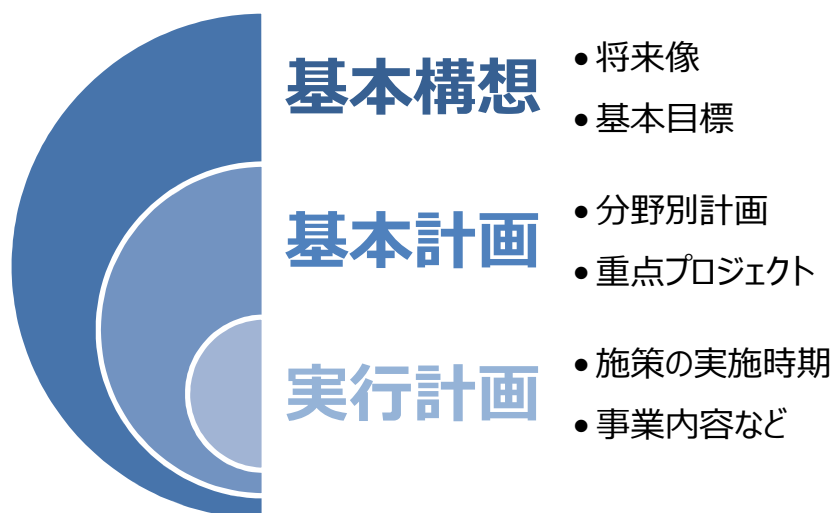 基本構想
•将来像
•基本目標
基本計画
•分野別計画
•重点プロジェクト
実行計画
•施策の実施時期
•事業内容など